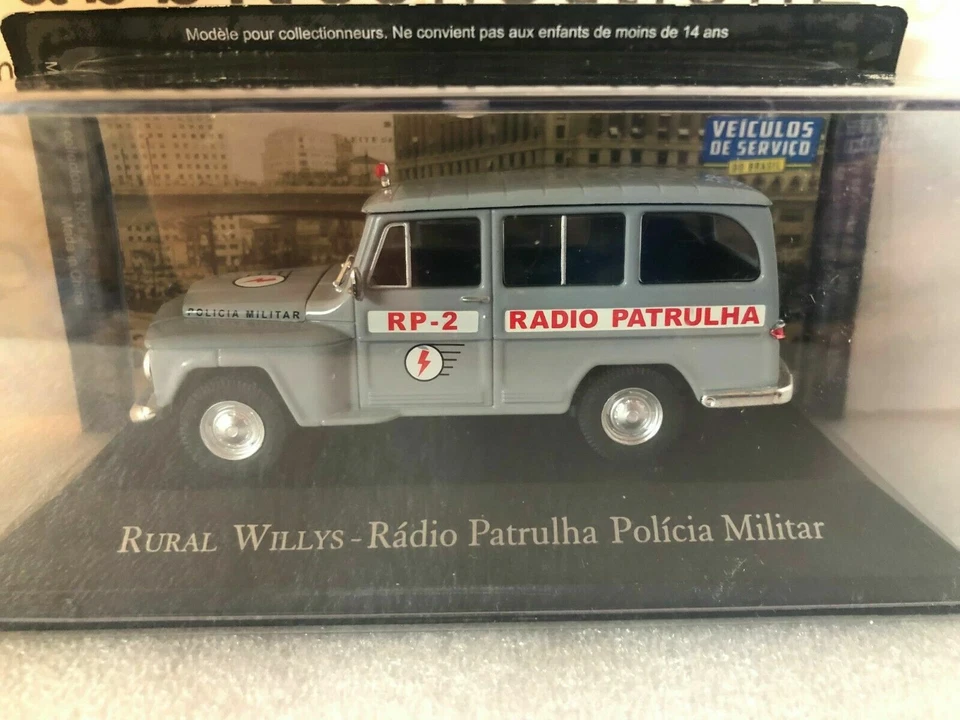 Modèle pour collectionneurs. Ne convient pas aux enfants de moins de 14 ans
VEÍCULOS
DE SERVIÇO
DO BRASIL
POLICIA MILITAR
RP-2
RADIO PATRULHA
RURAL WILLYS - Rádio Patrulha Polícia Militar